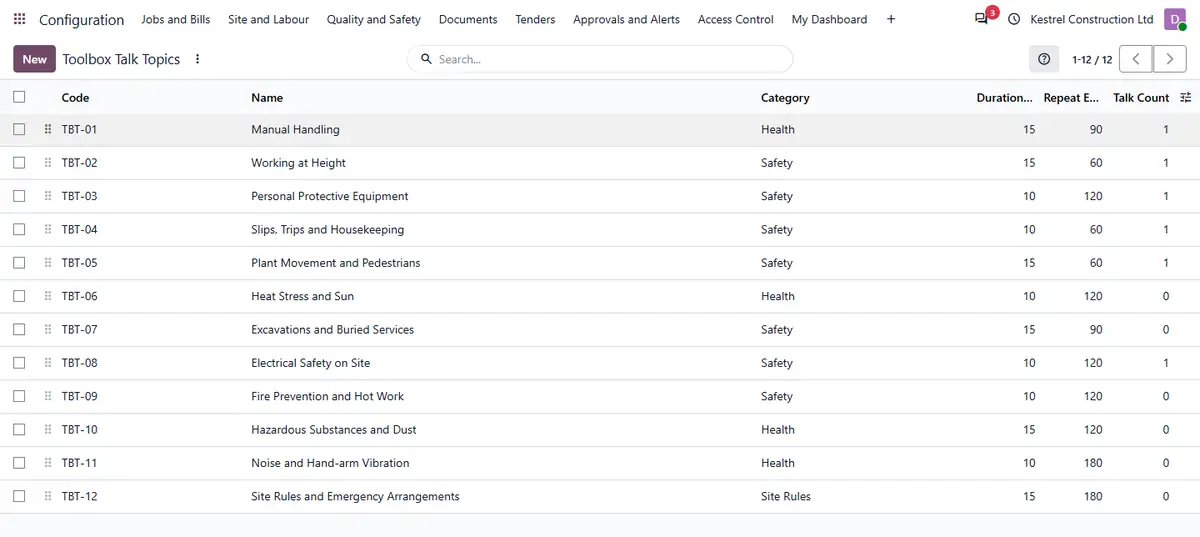 Configuration Jobs and Bills Site and Labour Quality and Safety Documents Tenders Approvals and Alerts Access Control My Dashboard + 3 Kestrel Construction Ltd D
New Toolbox Talk Topics Search... 1-12 / 12
Code Name Category Duration... Repeat E... Talk Count
TBT-01 Manual Handling Health 15 90 1
TBT-02 Working at Height Safety 15 60 1
TBT-03 Personal Protective Equipment Safety 10 120 1
TBT-04 Slips, Trips and Housekeeping Safety 10 60 1
TBT-05 Plant Movement and Pedestrians Safety 15 60 1
TBT-06 Heat Stress and Sun Health 10 120 0
TBT-07 Excavations and Buried Services Safety 15 90 0
TBT-08 Electrical Safety on Site Safety 10 120 1
TBT-09 Fire Prevention and Hot Work Safety 10 120 0
TBT-10 Hazardous Substances and Dust Health 15 120 0
TBT-11 Noise and Hand-arm Vibration Health 10 180 0
TBT-12 Site Rules and Emergency Arrangements Site Rules 15 180 0